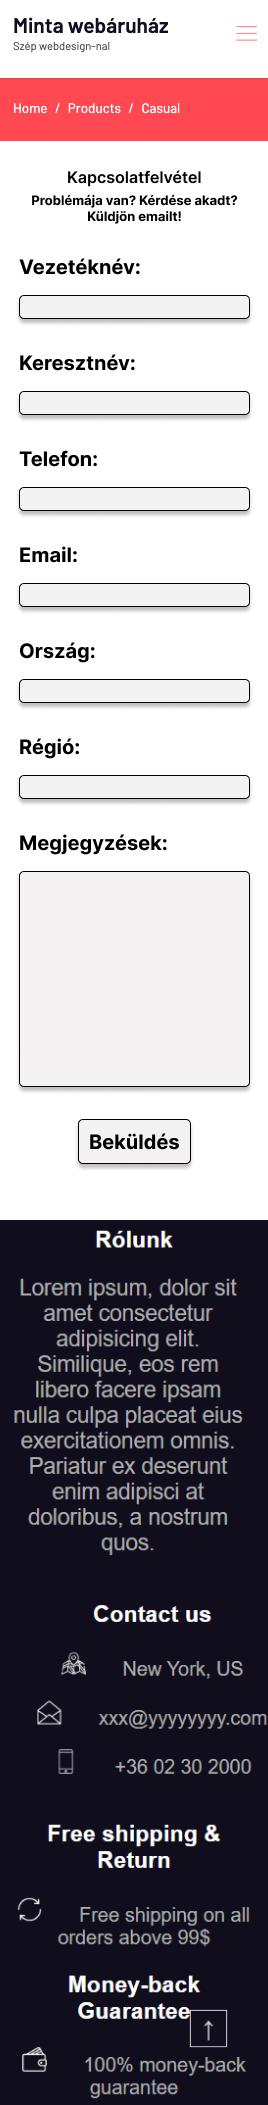 Minta webáruház
Szép webdesign-nal
Home / Products / Casual
Kapcsolatfelvétel
Problémája van? Kérdése akadt?
Küldjön emailt!
Vezetéknév:
Keresztnév:
Telefon:
Email:
Ország:
Régió:
Megjegyzések:
Beküldés
Rólunk
Lorem ipsum, dolor sit
amet consectetur
adipisicing elit.
Similique, eos rem
libero facere ipsam
nulla culpa placeat eius
exercitationem omnis.
Pariatur ex deserunt
enim adipisci at
doloribus, a nostrum
quos.
Contact us
New York, US
xxx@yyyyyyyy.com
+36 02 30 2000
Free shipping &
Return
Free shipping on all
orders above 99$
Money-back
Guarantee
100% money-back
guarantee